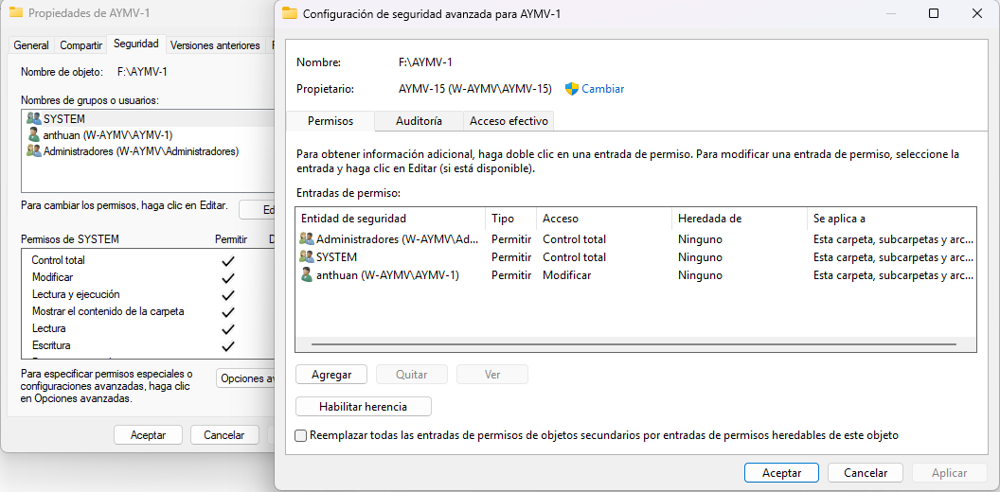 Propiedades de AYMV-1
General
Compartir
Seguridad
Versiones anteriores
Nombre de objeto: F:\AYMV-1
Nombres de grupos o usuarios:
SYSTEM
anthuan (W-AYMV\AYMV-1)
Administradores (W-AYMV\Administradores)
Para cambiar los permisos, haga clic en Editar.
Ed
Permisos de SYSTEM
Permitir
D
Control total
Modificar
Lectura y ejecución
Mostrar el contenido de la carpeta
Lectura
Escritura
Para especificar permisos especiales o
configuraciones avanzadas, haga clic
en Opciones avanzadas.
Opciones av
Aceptar
Cancelar
Configuración de seguridad avanzada para AYMV-1
Nombre: F:\AYMV-1
Propietario: AYMV-15 (W-AYMV\AYMV-15) Cambiar
Permisos
Auditoría
Acceso efectivo
Para obtener información adicional, haga doble clic en una entrada de permiso. Para modificar una entrada de permiso, seleccione la
entrada y haga clic en Editar (si está disponible).
Entradas de permiso:
Entidad de seguridad Tipo Acceso Heredada de Se aplica a
Administradores (W-AYMV\Ad... Permitir Control total Ninguno Esta carpeta, subcarpetas y arc...
SYSTEM Permitir Control total Ninguno Esta carpeta, subcarpetas y arc...
anthuan (W-AYMV\AYMV-1) Permitir Modificar Ninguno Esta carpeta, subcarpetas y arc...
Agregar
Quitar
Ver
Habilitar herencia
Reemplazar todas las entradas de permisos de objetos secundarios por entradas de permisos heredables de este objeto
Aceptar
Cancelar
Aplicar